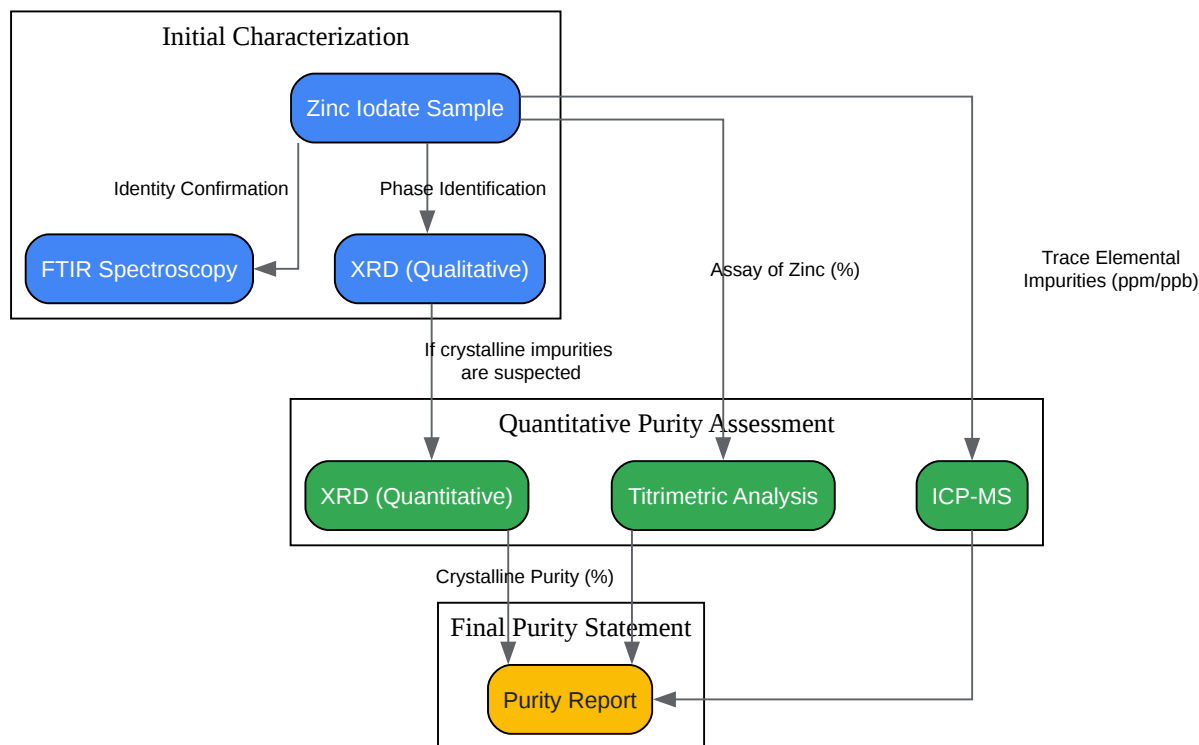 Initial Characterization
Zinc Iodate Sample
Identity Confirmation
Phase Identification
FTIR Spectroscopy
XRD (Qualitative)
Assay of Zinc (%)
Trace Elemental
Impurities (ppm/ppb)
If crystalline impurities
are suspected
Quantitative Purity Assessment
XRD (Quantitative)
Titrimetric Analysis
ICP-MS
Crystalline Purity (%)
Final Purity Statement
Purity Report